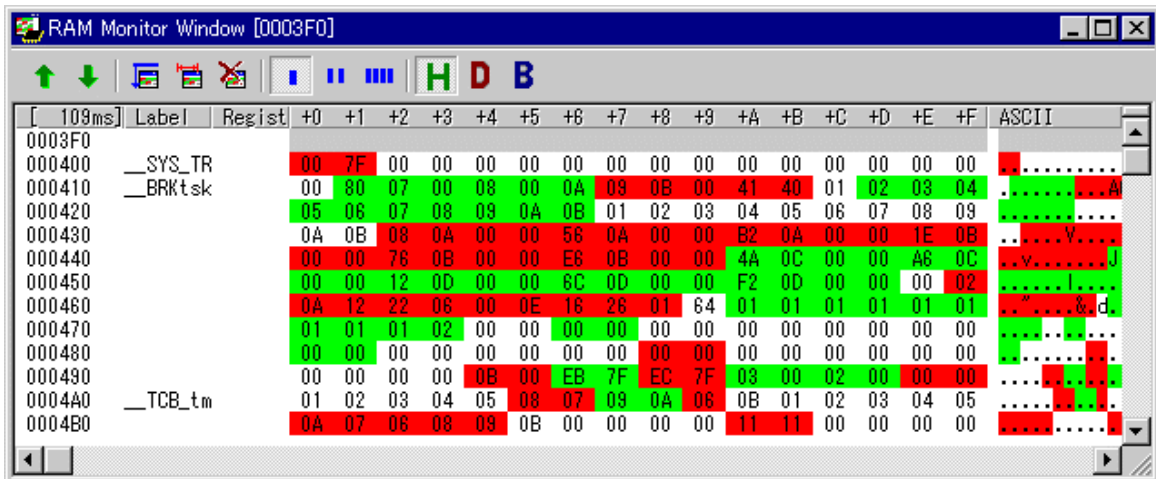 RAM Monitor Window [0003F0]
H D B
[ 109ms] Label Regist +0 +1 +2 +3 +4 +5 +6 +7 +8 +9 +A +B +C +D +E +F ASCII
0003F0
000400 __SYS_TR 00 7F 00 00 00 00 00 00 00 00 00 00 00 00 00 00 ...........
000410 __BRKtsk 00 80 07 00 08 00 0A 09 0B 00 41 40 01 02 03 04 ..........A
000420 05 06 07 08 09 0A 0B 01 02 03 04 05 06 07 08 09 ...........
000430 0A 0B 08 0A 00 00 56 0A 00 00 B2 0A 00 00 1E 0B ......V....
000440 00 00 76 0B 00 00 E6 0B 00 00 4A 0C 00 00 A6 0C ..v.......J
000450 00 00 12 0D 00 00 6C 0D 00 00 F2 0D 00 00 00 02 ......l....
000460 0A 12 22 06 00 0E 16 26 01 64 01 01 01 01 01 01 .."....&.d.
000470 01 01 01 02 00 00 00 00 00 00 00 00 00 00 00 00 ...........
000480 00 00 00 00 00 00 00 00 00 00 00 00 00 00 00 00 ...........
000490 00 00 00 00 0B 00 EB 7F EC 7F 03 00 02 00 00 00 ...........
0004A0 __TCB_tm 01 02 03 04 05 08 07 09 0A 06 0B 01 02 03 04 05 ...........
0004B0 0A 07 06 08 09 0B 00 00 00 00 11 11 00 00 00 00 ...........